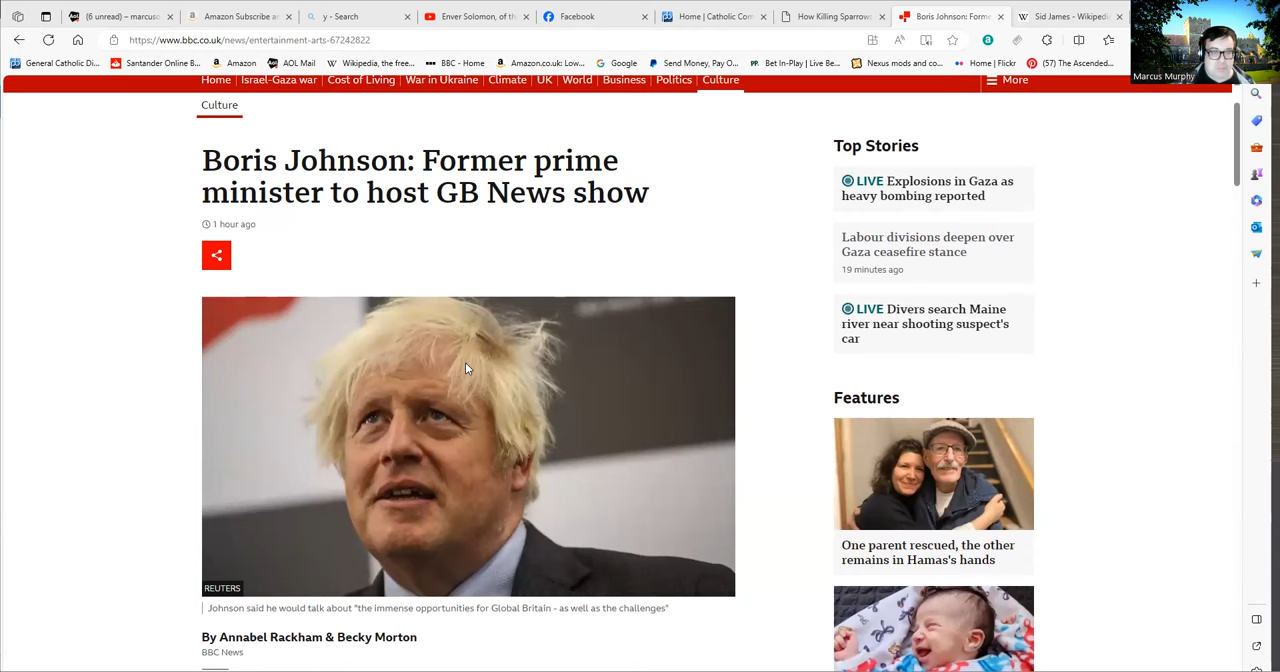 (6 unread) – marcuso
Amazon Subscribe a
y - Search
Enver Solomon, of th
Facebook
Home | Catholic Com
How Killing Sparrows
Boris Johnson: Forme
Sid James - Wikipedi
https://www.bbc.co.uk/news/entertainment-arts-67242822
General Catholic Di...
Santander Online B...
Amazon
AOL Mail
Wikipedia, the free...
BBC - Home
Amazon.co.uk: Low...
Google
Send Money, Pay O...
Bet In-Play | Live Be...
Nexus mods and co...
Home | Flickr
(57) The Ascended...
Marcus Murphy
Home
Israel-Gaza war
Cost of Living
War in Ukraine
Climate
UK
World
Business
Politics
Culture
More
Culture
Boris Johnson: Former prime
minister to host GB News show
1 hour ago
REUTERS
Johnson said he would talk about "the immense opportunities for Global Britain - as well as the challenges"
By Annabel Rackham & Becky Morton
BBC News
Top Stories
LIVE Explosions in Gaza as
heavy bombing reported
Labour divisions deepen over
Gaza ceasefire stance
19 minutes ago
LIVE Divers search Maine
river near shooting suspect's
car
Features
One parent rescued, the other
remains in Hamas's hands